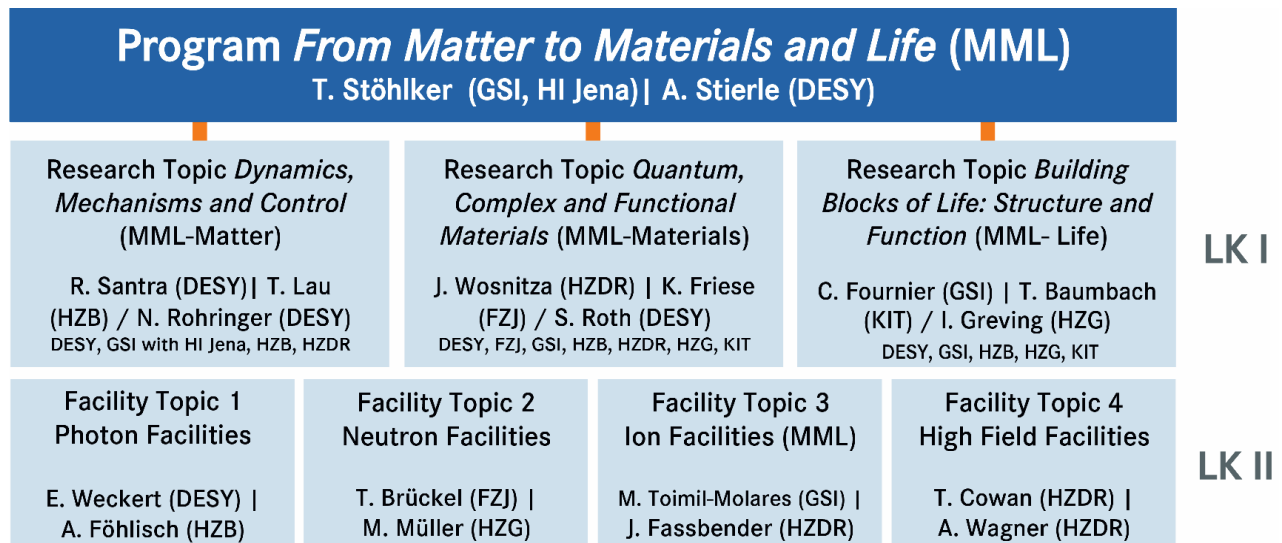 Program From Matter to Materials and Life (MML)
T. Stöhlker (GSI, HI Jena)| A. Stierle (DESY)
Research Topic Dynamics,
Mechanisms and Control
(MML-Matter)
R. Santra (DESY)| T. Lau
(HZB) / N. Rohringer (DESY)
DESY, GSI with HI Jena, HZB, HZDR
Research Topic Quantum,
Complex and Functional
Materials (MML-Materials)
J. Wosnitza (HZDR) | K. Friese
(FZJ) / S. Roth (DESY)
DESY, FZJ, GSI, HZB, HZDR, HZG, KIT
Research Topic Building
Blocks of Life: Structure and
Function (MML- Life)
C. Fournier (GSI) | T. Baumbach
(KIT) / I. Greving (HZG)
DESY, GSI, HZB, HZG, KIT
LK I
Facility Topic 1
Photon Facilities
E. Weckert (DESY) |
A. Föhlisch (HZB)
Facility Topic 2
Neutron Facilities
T. Brückel (FZJ) |
M. Müller (HZG)
Facility Topic 3
Ion Facilities (MML)
M. Toimil-Molares (GSI) |
J. Fassbender (HZDR)
Facility Topic 4
High Field Facilities
T. Cowan (HZDR) |
A. Wagner (HZDR)
LK II